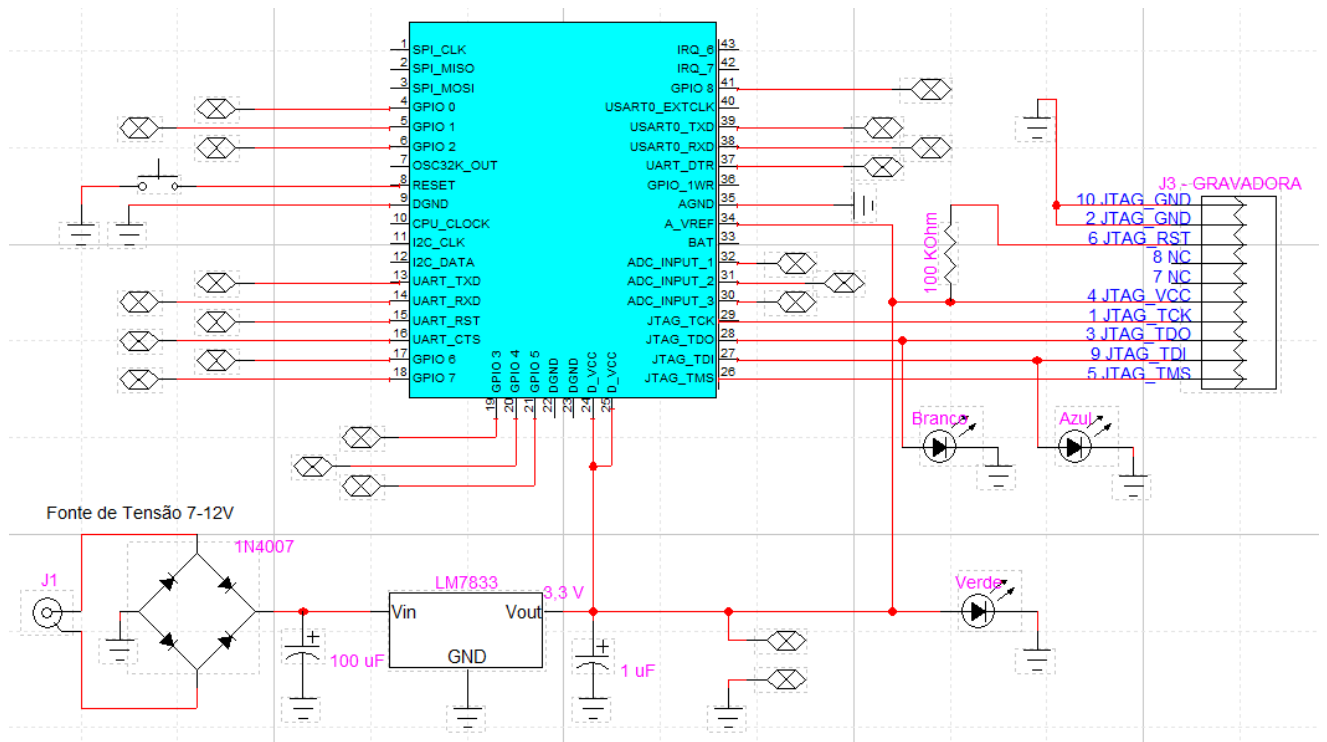 1 SPI_CLK
2 SPI_MISO
3 SPI_MOSI
4 GPIO 0
5 GPIO 1
6 GPIO 2
7 OSC32K_OUT
8 RESET
9 DGND
10 CPU_CLOCK
11 I2C_CLK
12 I2C_DATA
13 UART_TXD
14 UART_RXD
15 UART_RST
16 UART_CTS
17 GPIO 6
18 GPIO 7
19 GPIO 3
20 GPIO 4
21 GPIO 5
22 DGND
23 DGND
24 D_VCC
25 D_VCC
IRQ_6 43
IRQ_7 42
GPIO 8 41
USART0_EXTCLK 40
USART0_TXD 39
USART0_RXD 38
UART_DTR 37
GPIO_1WR 36
AGND 35
A_VREF 34
BAT 33
ADC_INPUT_1 32
ADC_INPUT_2 31
ADC_INPUT_3 30
JTAG_TCK 29
JTAG_TDO 28
JTAG_TDI 27
JTAG_TMS 26
100 KOhm
J3 - GRAVADORA
10 JTAG_GND
2 JTAG_GND
6 JTAG_RST
8 NC
7 NC
4 JTAG_VCC
1 JTAG_TCK
3 JTAG_TDO
9 JTAG_TDI
5 JTAG_TMS
Branco
Azul
Fonte de Tensão 7-12V
1N4007
J1
100 uF
LM7833
Vin
Vout
GND
3,3 V
1 uF
Verde